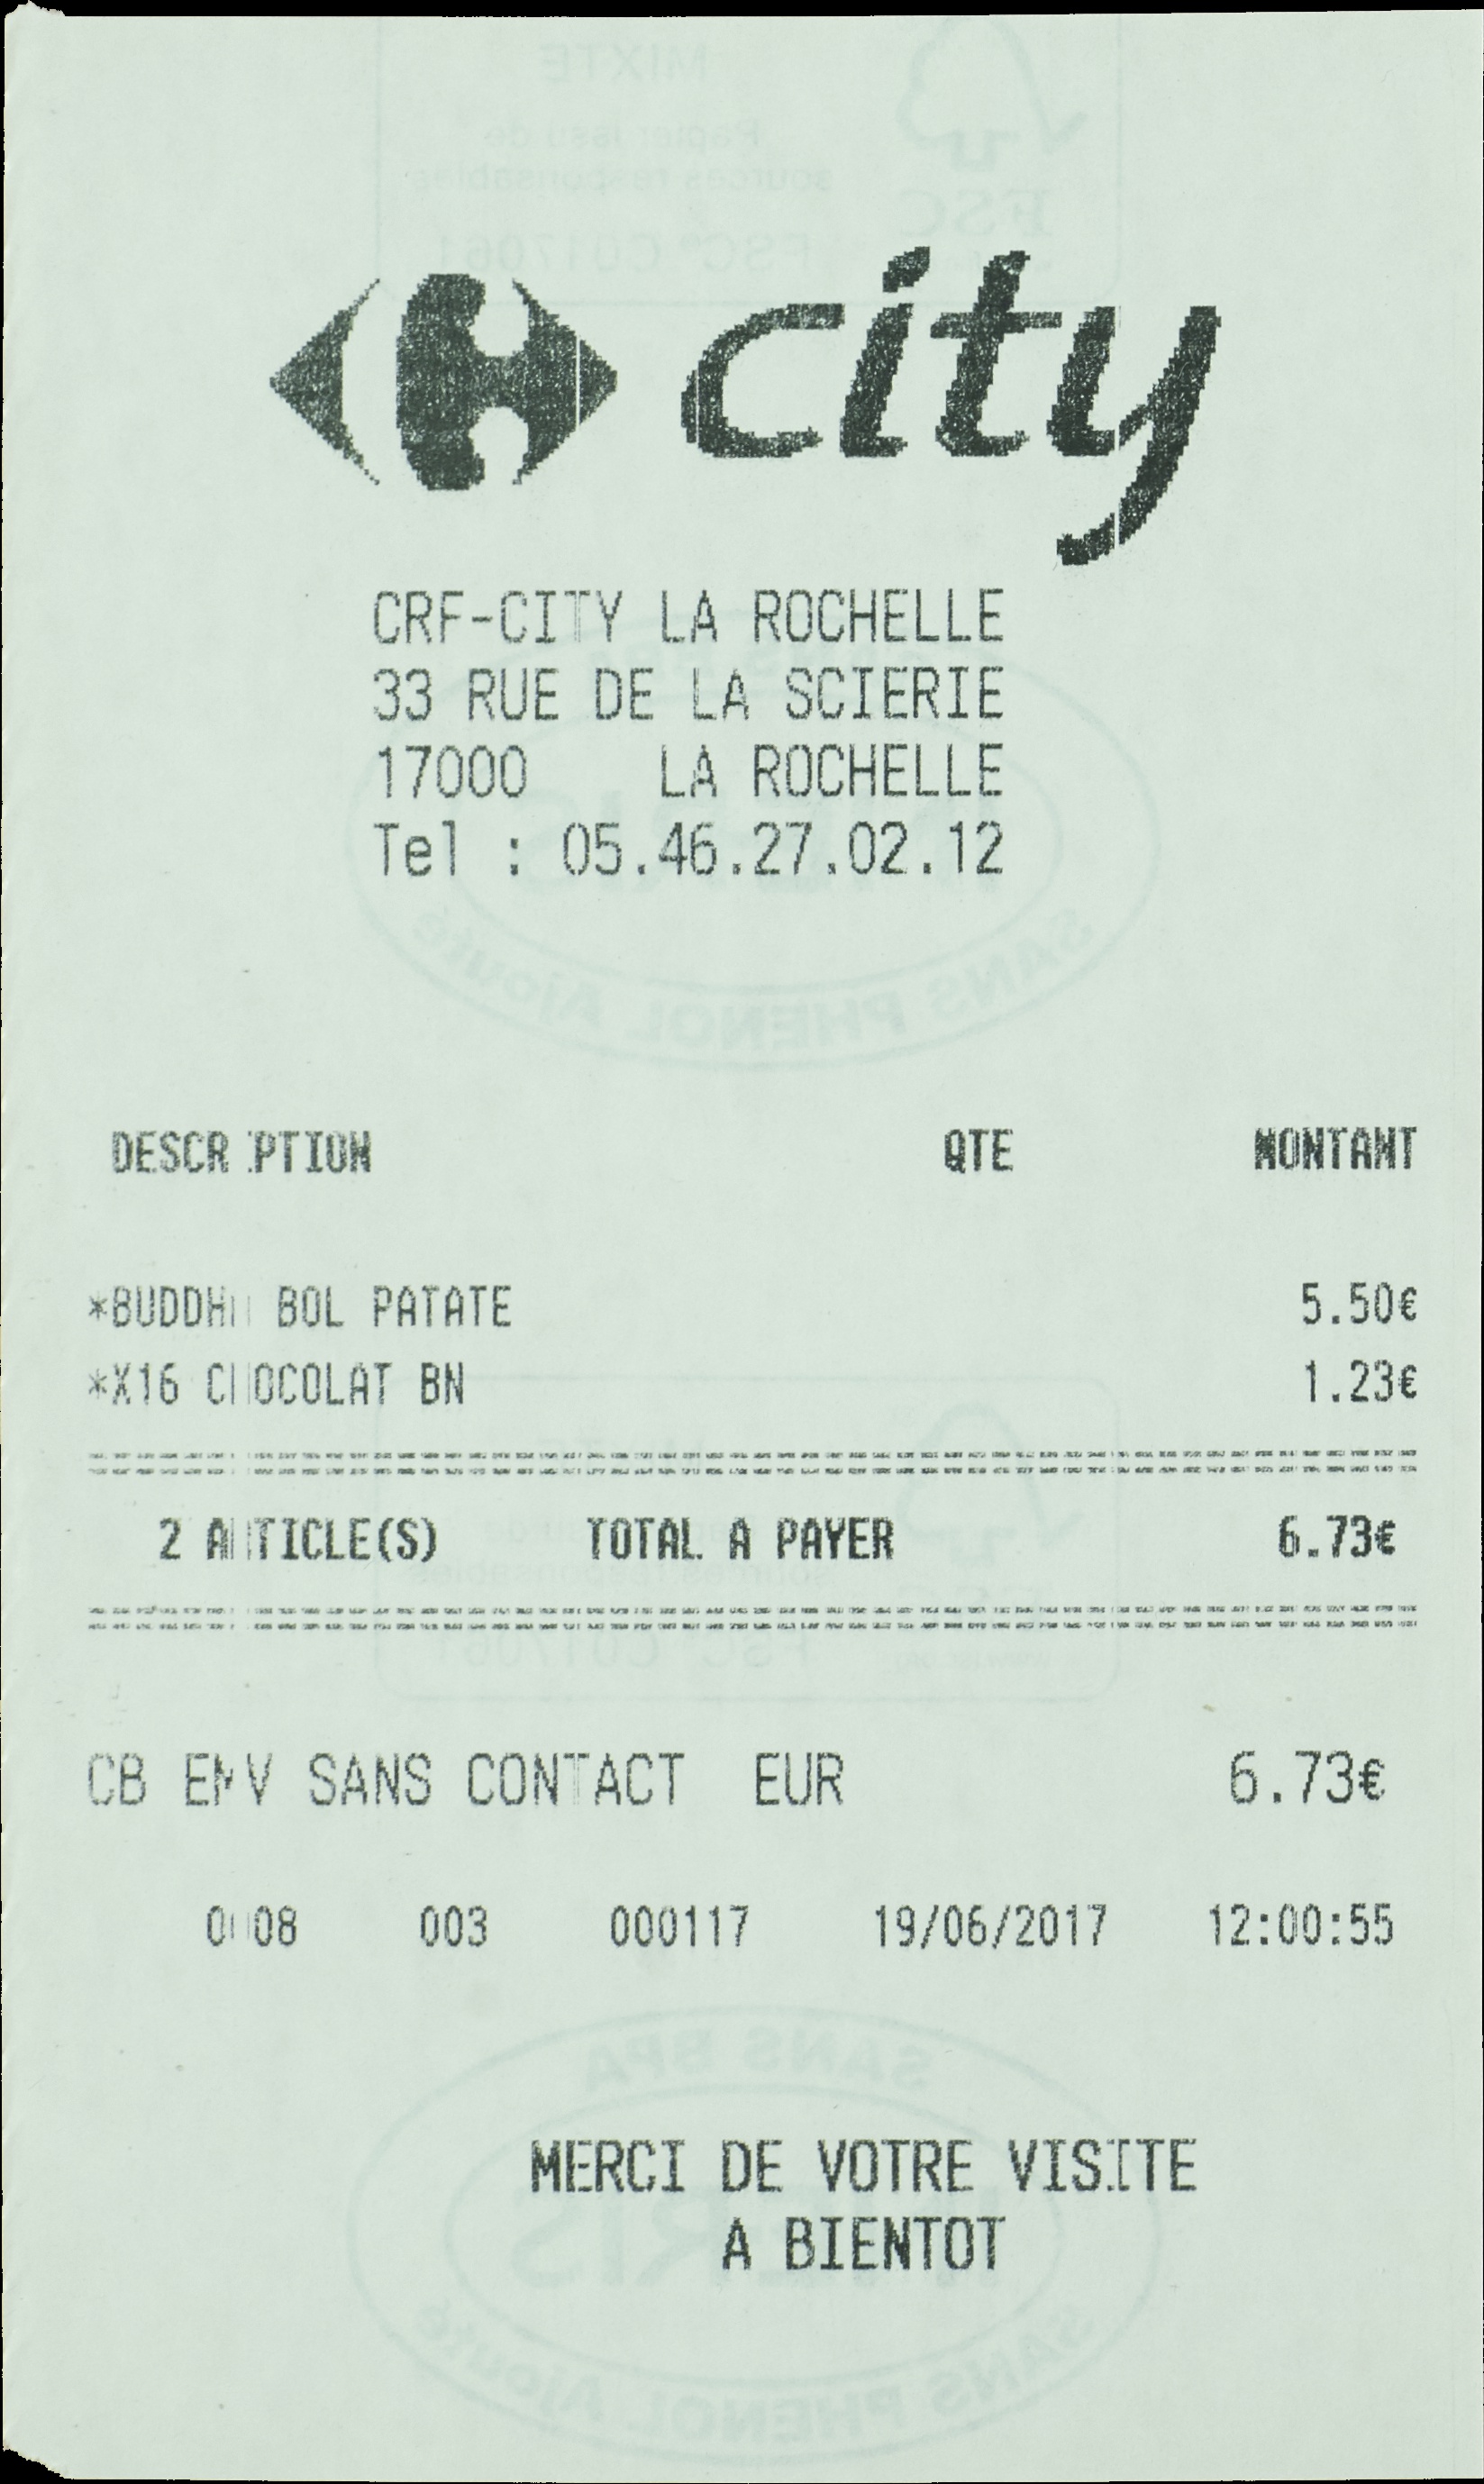 city
CRF-CITY LA ROCHELLE
33 RUE DE LA SCIERIE
17000 LA ROCHELLE
Tel : 05.46.27.02.12
DESCRIPTION QTE MONTANT
*BUDDHA BOL PATATE 5.50€
*X16 CHOCOLAT BN 1.23€
2 ARTICLE(S) TOTAL A PAYER 6.73€
CB EMV SANS CONTACT EUR 6.73€
0008 003 000117 19/06/2017 12:00:55
MERCI DE VOTRE VISITE
A BIENTOT